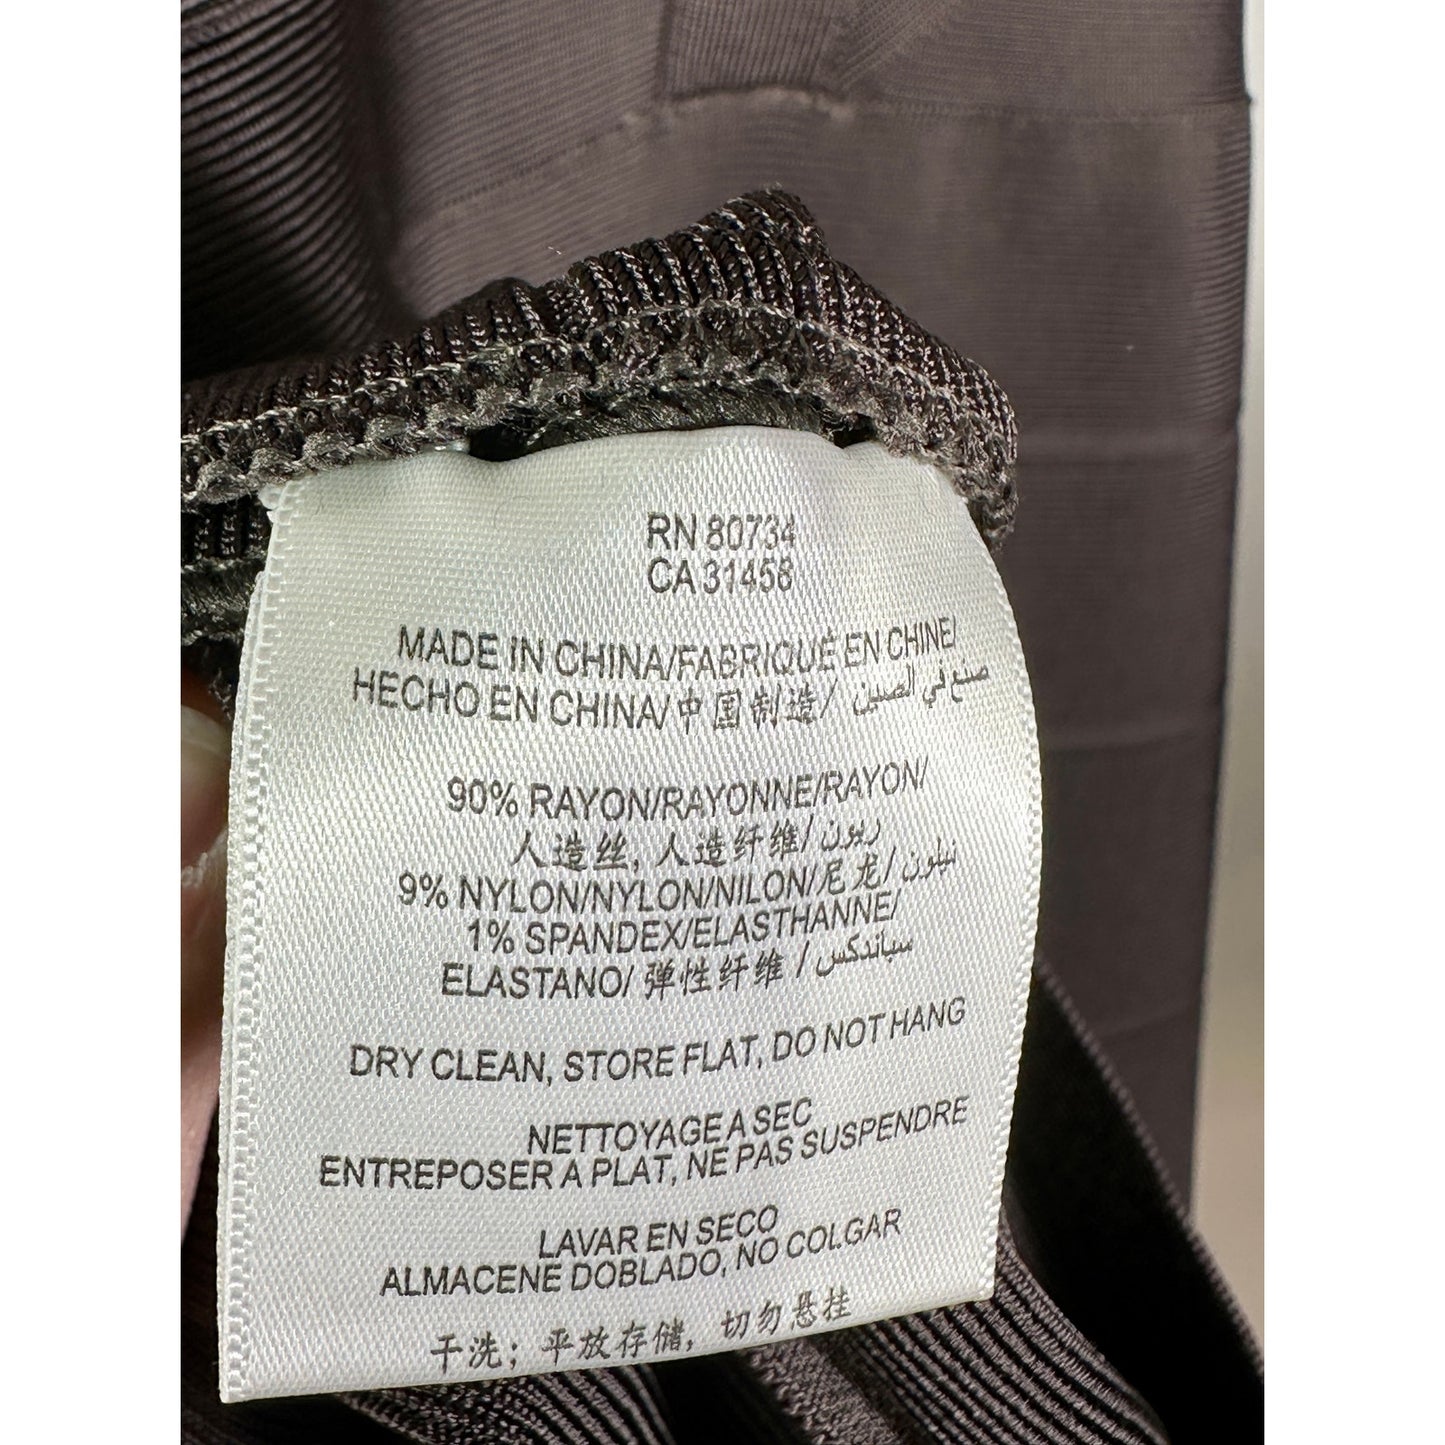 RN 80734
CA 31458
MADE IN CHINA/FABRIQUÉ EN CHINE/
HECHO EN CHINA/中国制造/ صنع في الصين
90% RAYON/RAYONNE/RAYON/
人造丝, 人造纤维/ ريون
9% NYLON/NYLON/NILON/尼龙/ نيلون
1% SPANDEX/ELASTHANNE/
ELASTANO/ 弹性纤维 / سباندكس
DRY CLEAN, STORE FLAT, DO NOT HANG
NETTOYAGE A SEC
ENTREPOSER A PLAT, NE PAS SUSPENDRE
LAVAR EN SECO
ALMACENE DOBLADO, NO COLGAR
干洗; 平放存储, 切勿悬挂